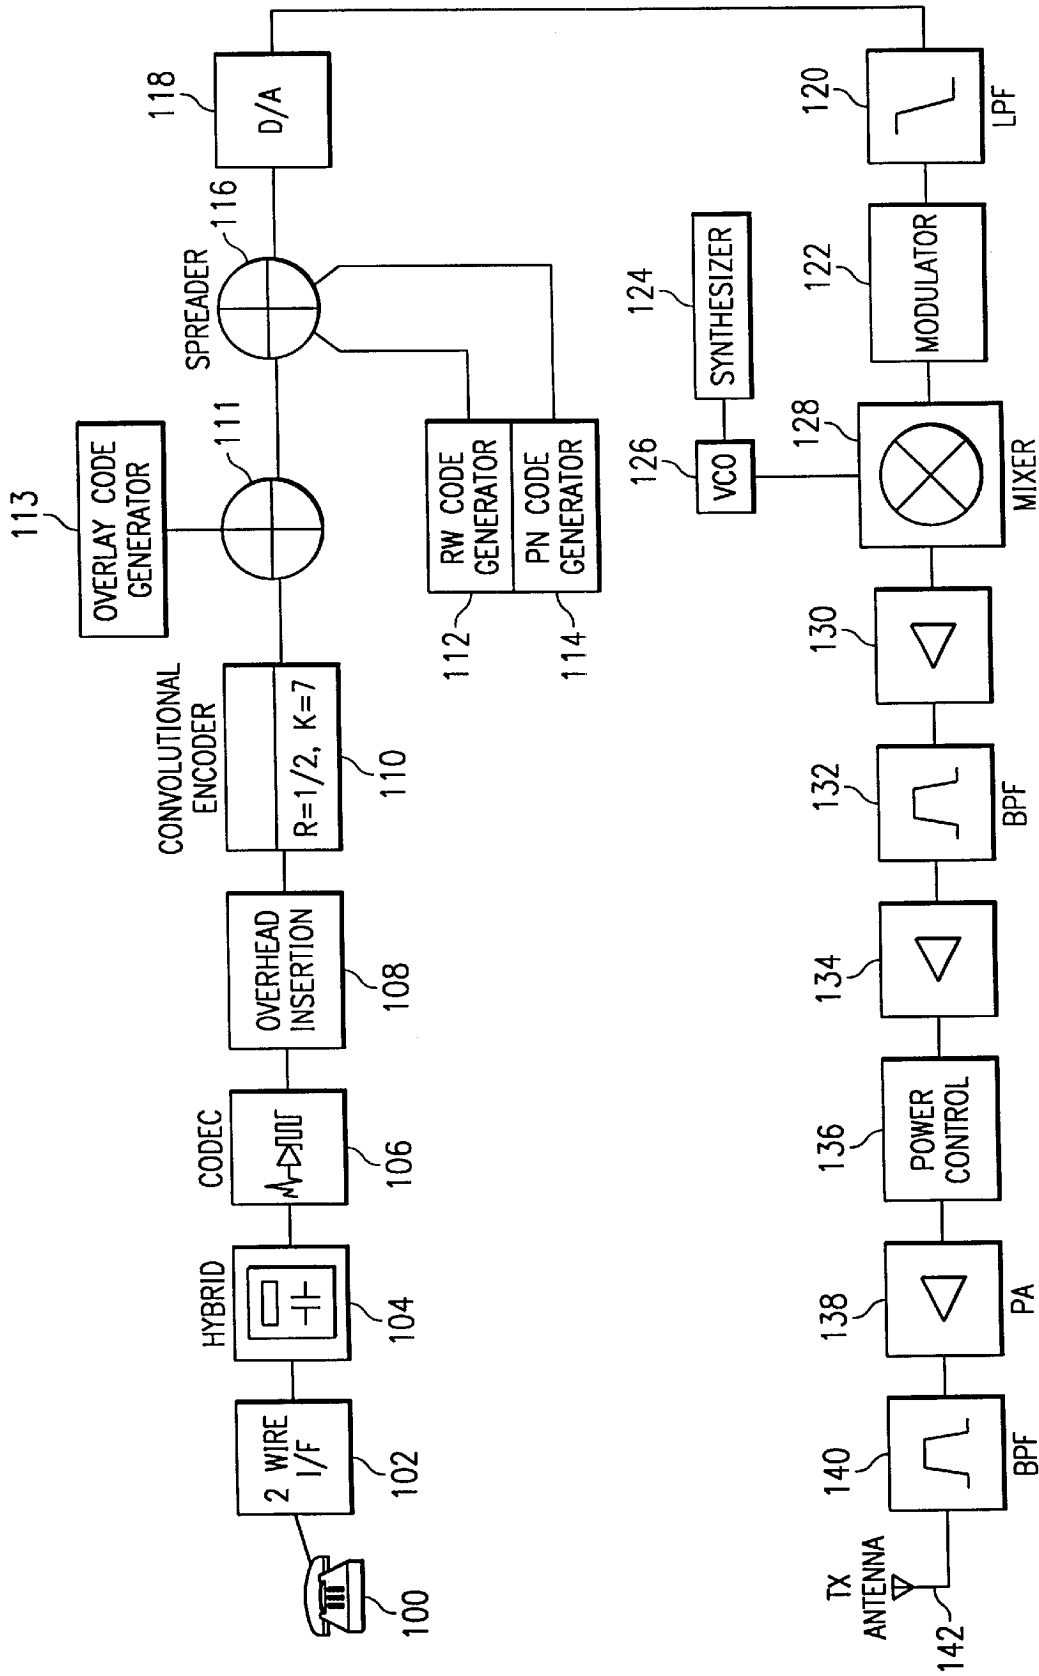 100
2 WIRE
I/F
102
HYBRID
104
CODEC
106
OVERHEAD
INSERTION
108
CONVOLUTIONAL
ENCODER
R=1/2, K=7
110
113
OVERLAY CODE
GENERATOR
111
SPREADER
116
RW CODE
GENERATOR
112
PN CODE
GENERATOR
114
118
D/A
TX
ANTENNA
142
140
BPF
138
PA
136
POWER
CONTROL
134
132
BPF
130
128
MIXER
126
VCO
124
SYNTHESIZER
122
MODULATOR
120
LPF